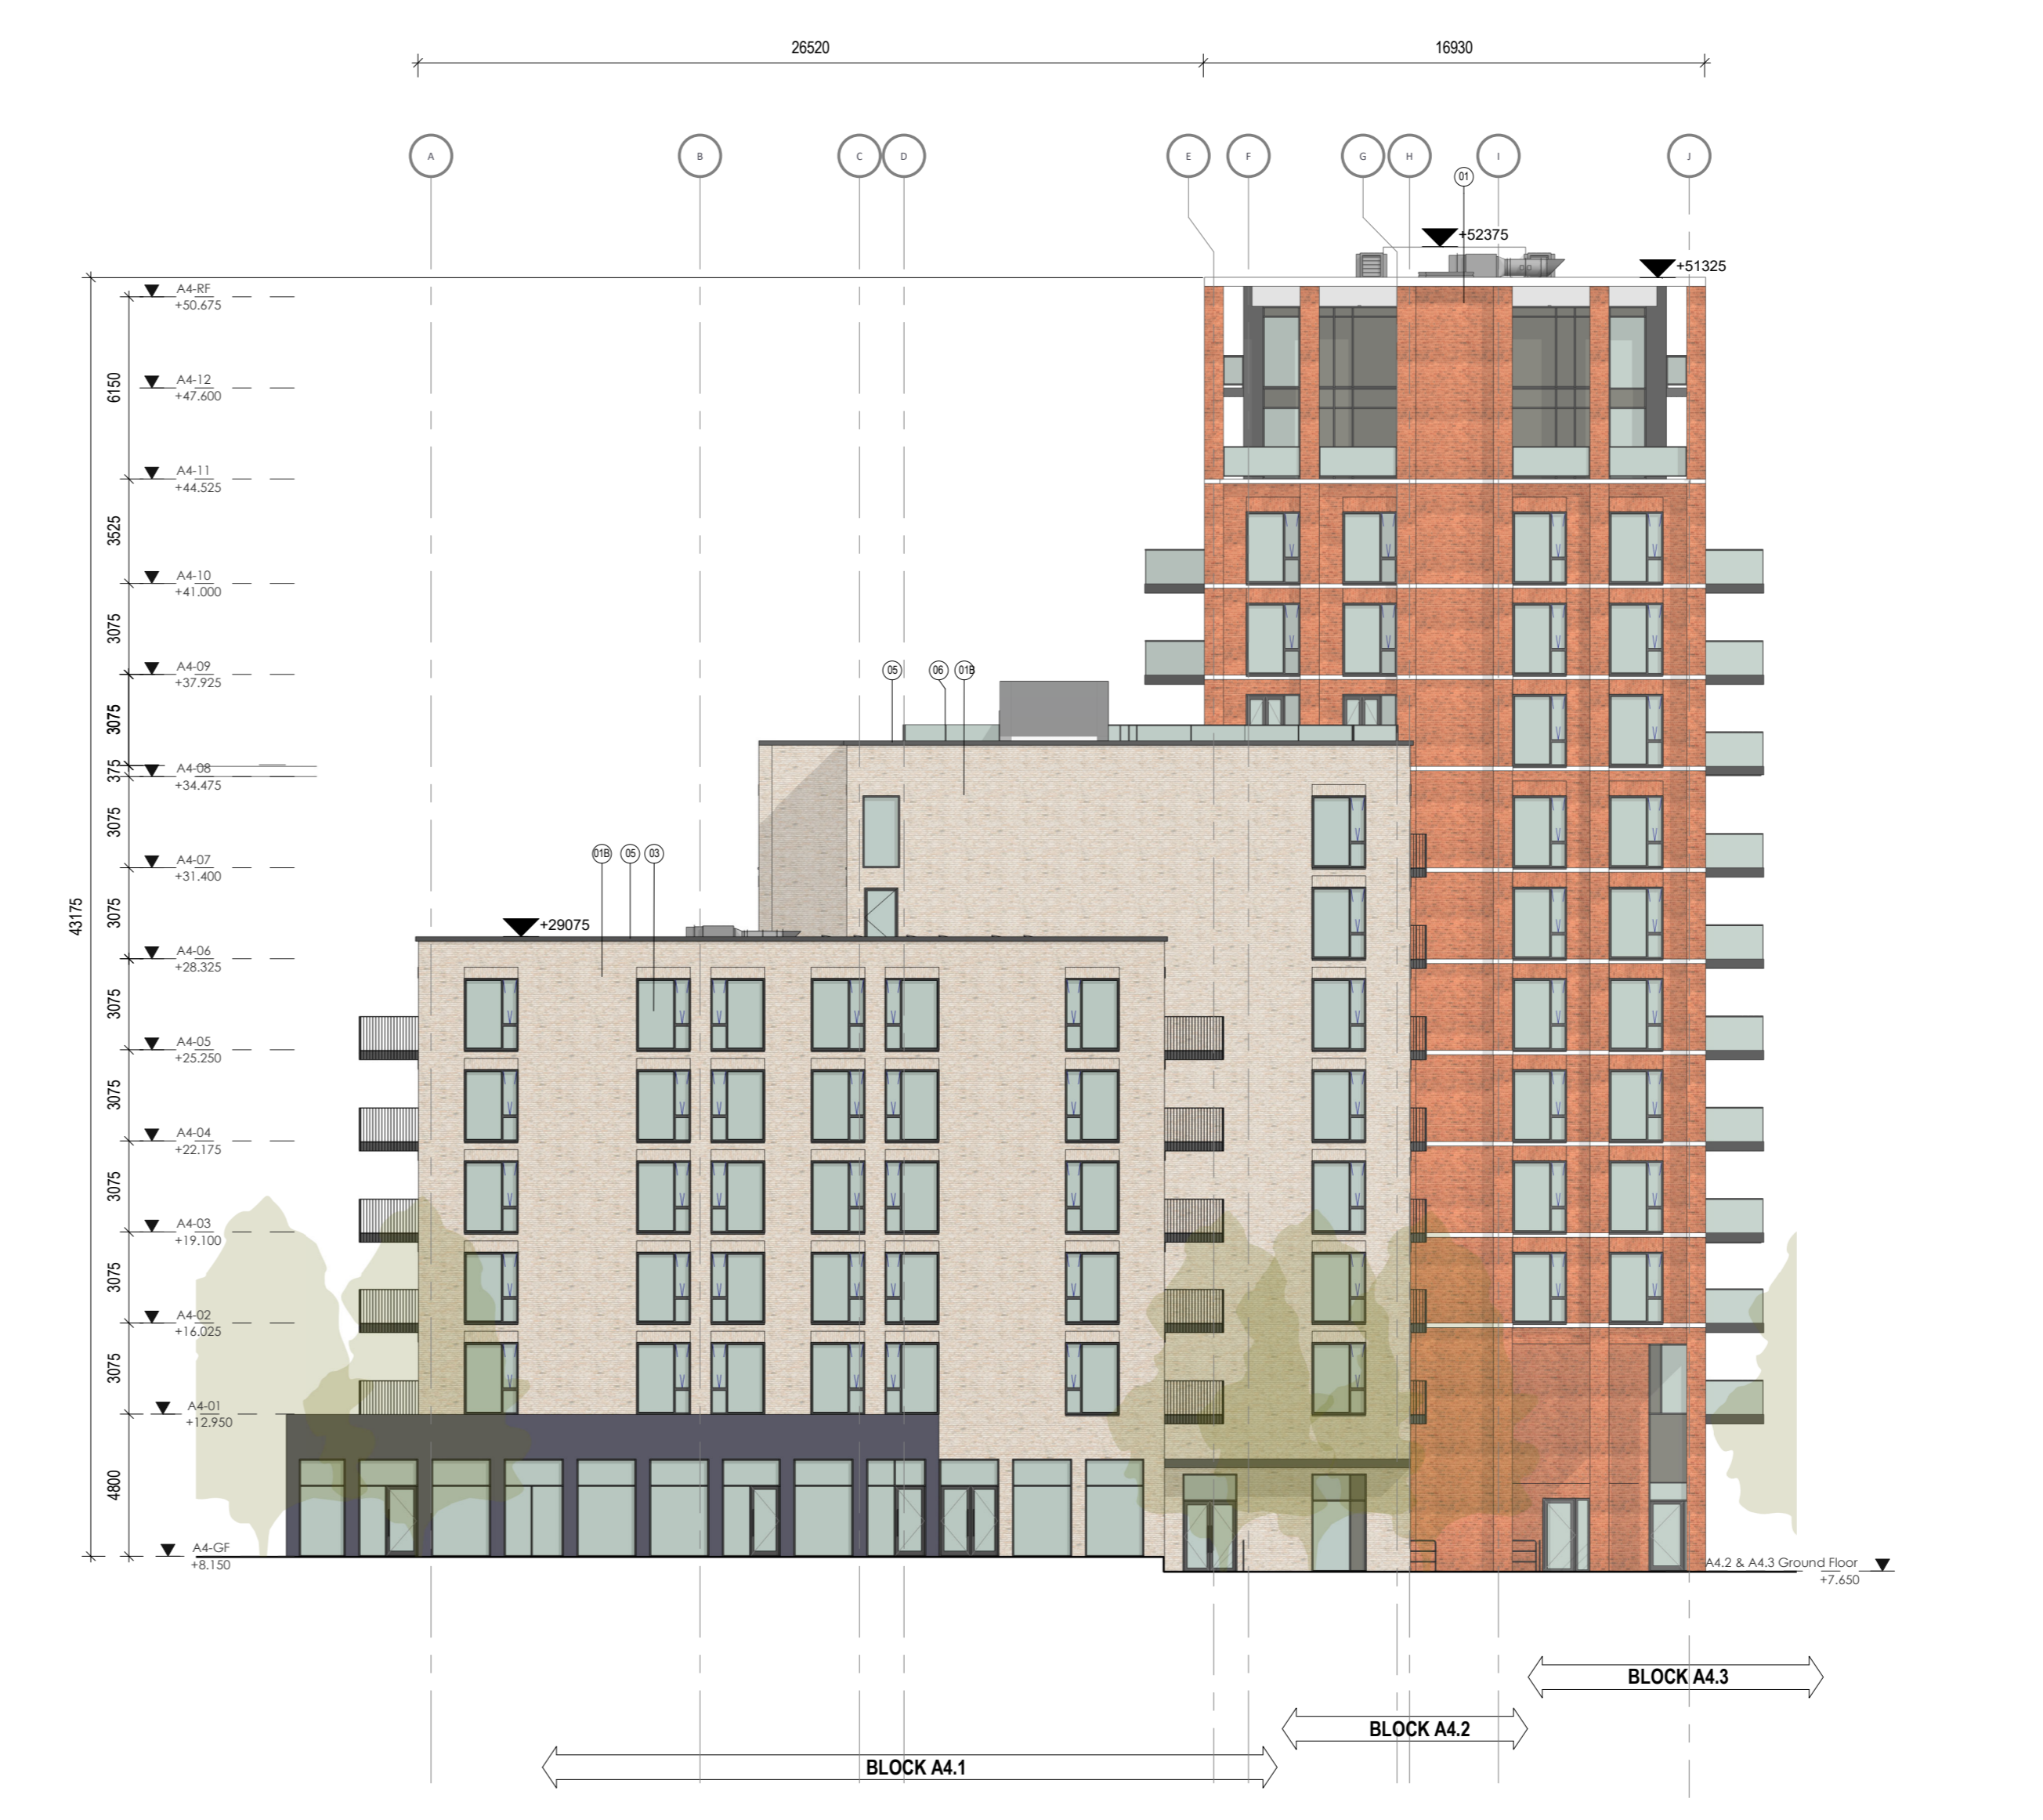 26520
16930
A
B
C
D
E
F
G
H
I
J
01
+52375
+51325
A4-RF
+50.675
6150
A4-12
+47.600
A4-11
+44.525
3525
A4-10
+41.000
3075
A4-09
+37.925
05
06
01B
3075
375
A4-08
+34.475
3075
01B
05
03
A4-07
+31.400
43175
3075
+29075
A4-06
+28.325
3075
A4-05
+25.250
3075
A4-04
+22.175
3075
A4-03
+19.100
3075
A4-02
+16.025
3075
A4-01
+12.950
4800
A4-GF
+8.150
A4.2 & A4.3 Ground Floor
+7.650
BLOCK A4.3
BLOCK A4.2
BLOCK A4.1